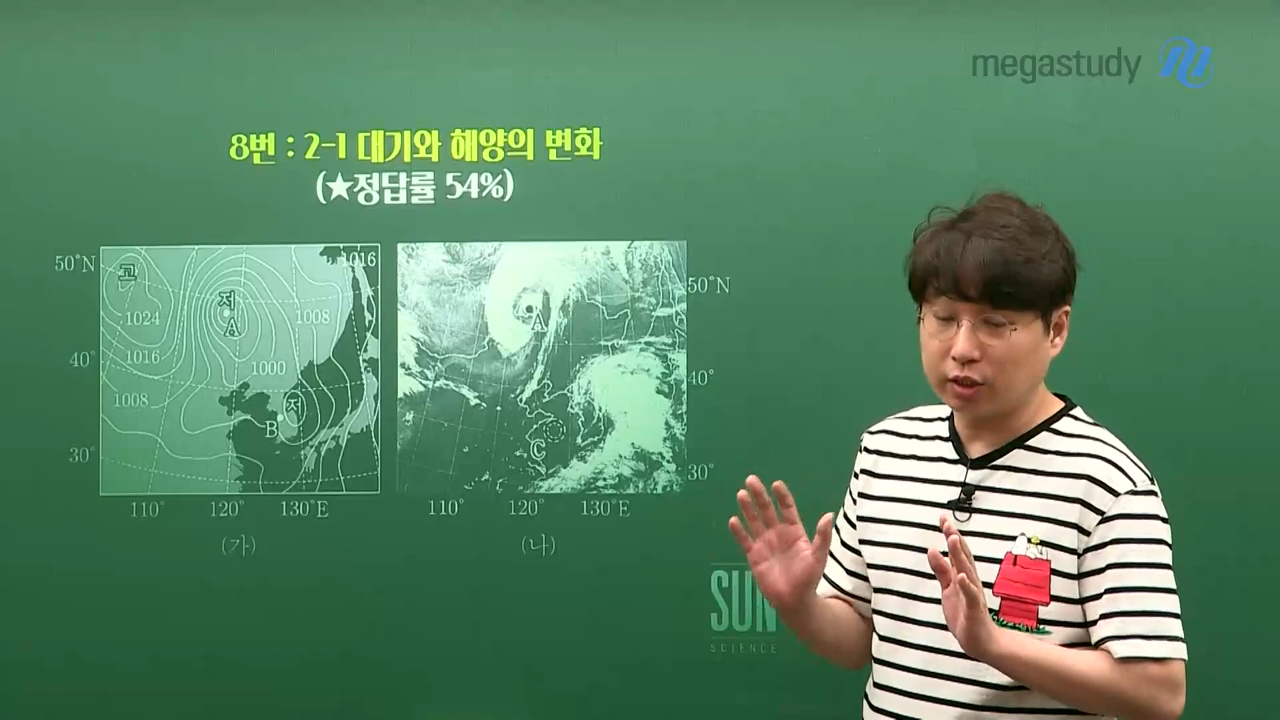 megastudy
8번 : 2-1 대기와 해양의 변화
(★정답률 54%)
50°N
고
1016
저
A
1024
1008
1016
40°
1000
1008
저
B
30°
110°
120°
130°E
(가)
50°N
A
40°
C
30°
110°
120°
130°E
(나)
SUN
SCIENCE